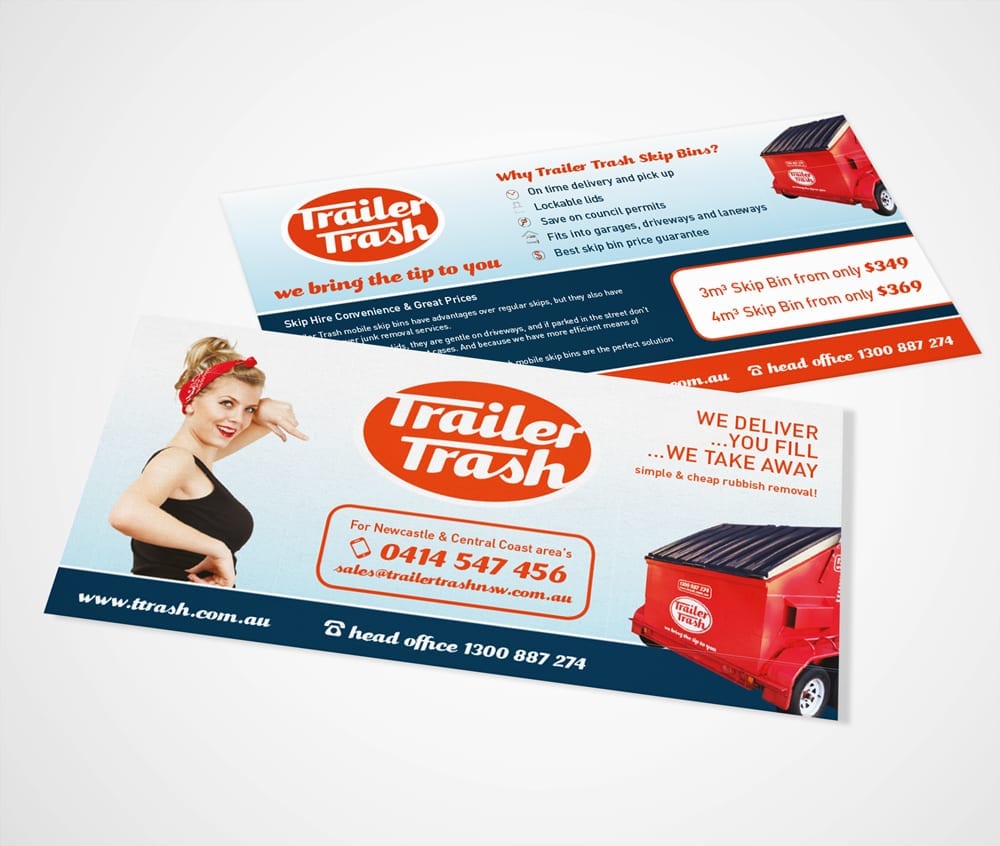 Trailer
Trash
we bring the tip to you
Why Trailer Trash Skip Bins?
On time delivery and pick up
Lockable lids
Save on council permits
Fits into garages, driveways and laneways
Best skip bin price guarantee
Trailer
Trash
Skip Hire Convenience & Great Prices
Trash mobile skip bins have advantages over regular skips, but they also have
junk removal services.
lids, they are gentle on driveways, and if parked in the street don't
cases. And because we have more efficient means of
mobile skip bins are the perfect solution
3m³ Skip Bin from only $349
4m³ Skip Bin from only $369
.com.au head office 1300 887 274
Trailer
Trash
For Newcastle & Central Coast area's
0414 547 456
sales@trailertrashnsw.com.au
WE DELIVER
...YOU FILL
...WE TAKE AWAY
simple & cheap rubbish removal!
1300 887 274
Trailer
Trash
we bring the tip to you
www.ttrash.com.au head office 1300 887 274